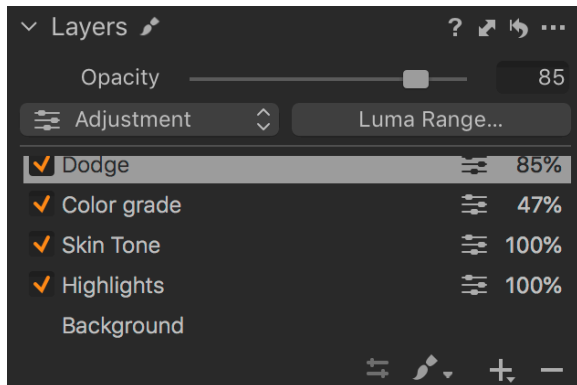 Layers ?
Opacity 85
Adjustment Luma Range...
Dodge 85%
Color grade 47%
Skin Tone 100%
Highlights 100%
Background